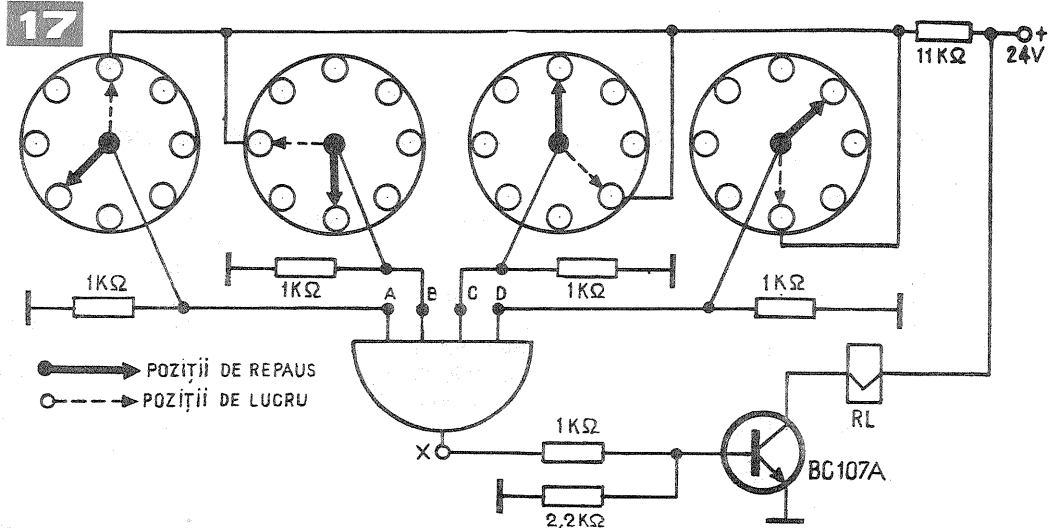 17
11KΩ
+
24V
1KΩ
1KΩ
A
B
C
D
1KΩ
1KΩ
POZIȚII DE REPAUS
POZIȚII DE LUCRU
RL
X
1KΩ
BC107A
2,2KΩ